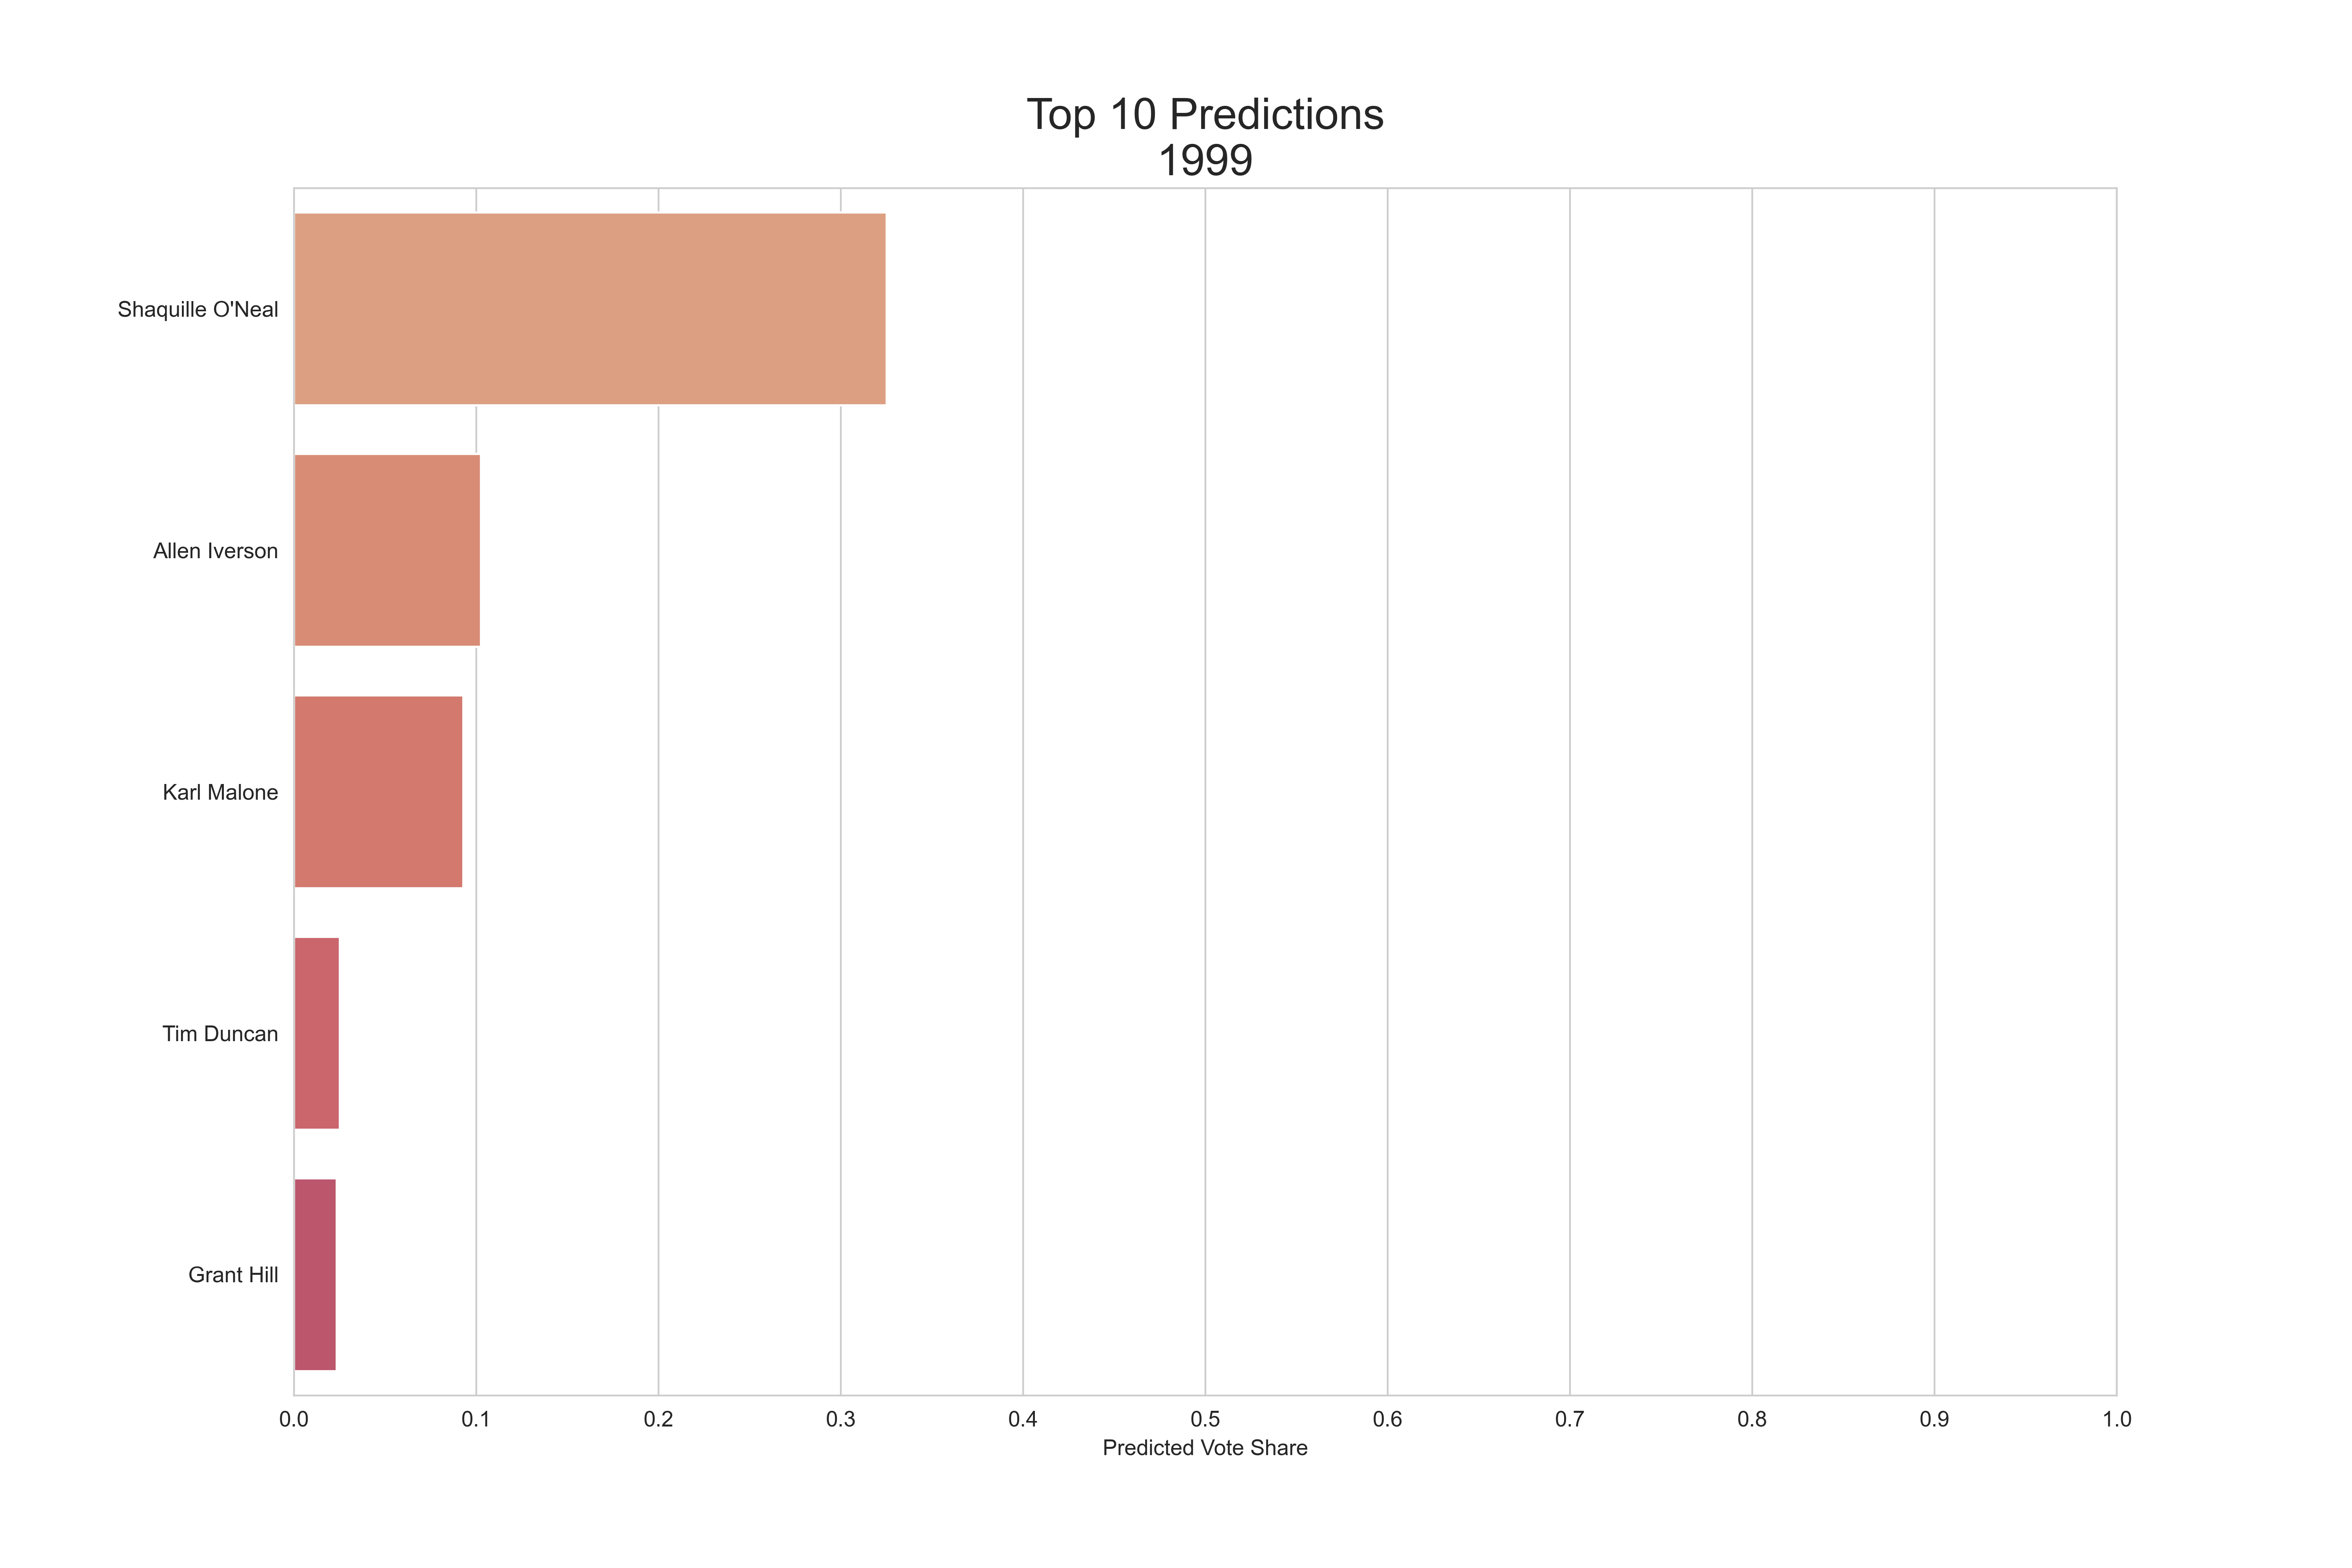 Top 10 Predictions
1999
Shaquille O'Neal
Allen Iverson
Karl Malone
Tim Duncan
Grant Hill
0.0 0.1 0.2 0.3 0.4 0.5 0.6 0.7 0.8 0.9 1.0
Predicted Vote Share